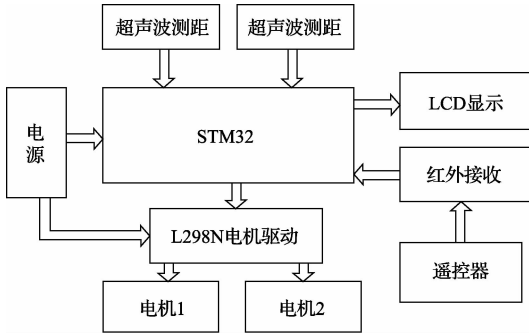 超声波测距
超声波测距
电
源
STM32
LCD显示
红外接收
L298N电机驱动
遥控器
电机1
电机2